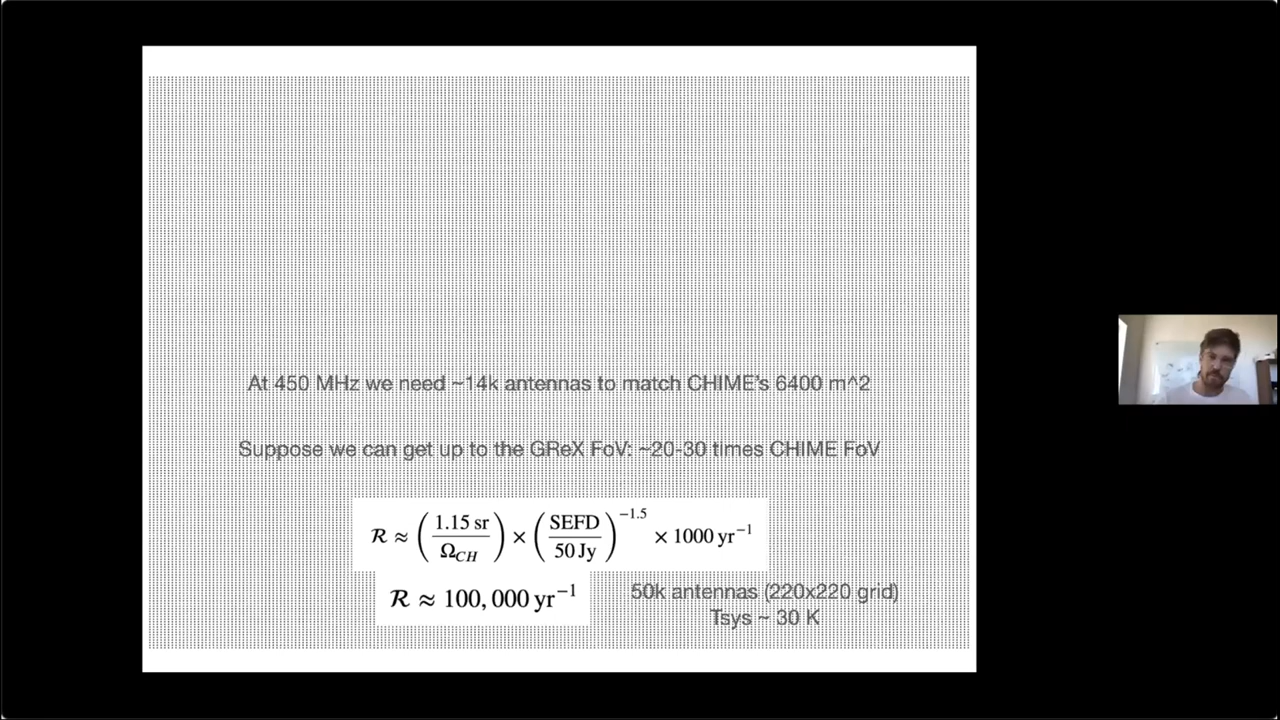 At 450 MHz we need ~14k antennas to match CHIME's 6400 m^2
Suppose we can get up to the GReX FoV: ~20-30 times CHIME FoV
R ≈ (1.15 sr / Ω_CH) × (SEFD / 50 Jy)^−1.5 × 1000 yr^−1
R ≈ 100,000 yr^−1
50k antennas (220x220 grid)
Tsys ~ 30 K